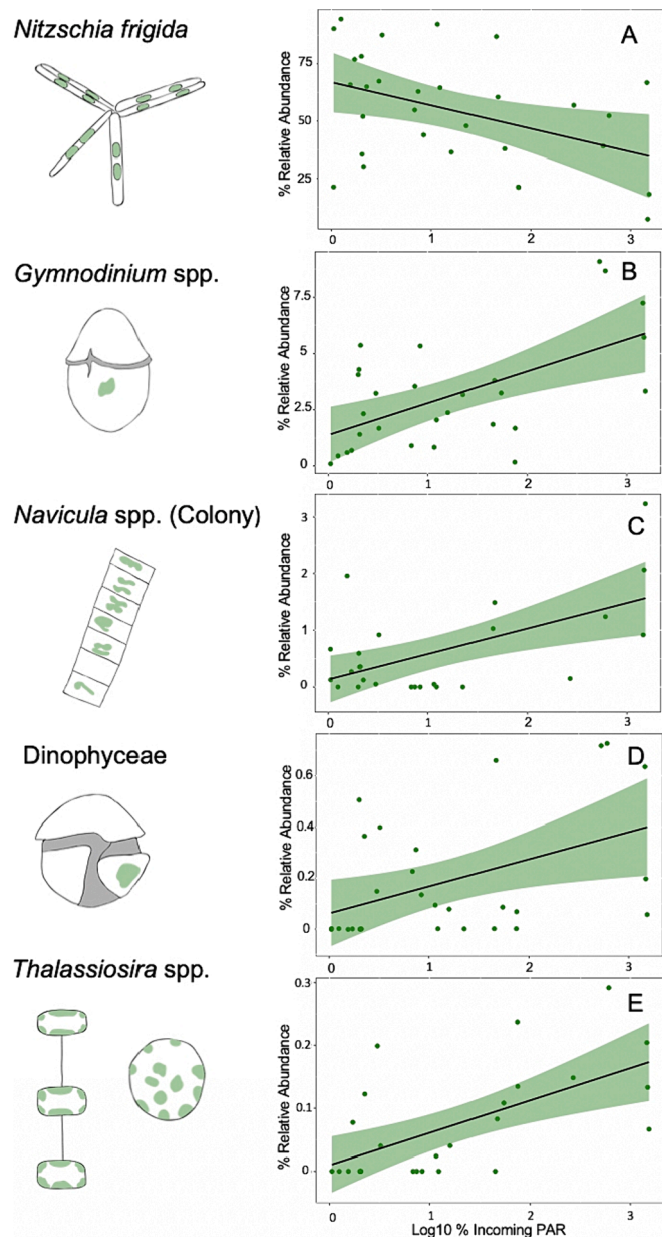 Nitzschia frigida
A
% Relative Abundance
75
50
25
0
1
2
3
Gymnodinium spp.
B
% Relative Abundance
7.5
5
2.5
0
0
1
2
3
Navicula spp. (Colony)
C
% Relative Abundance
3
2
1
0
0
1
2
3
Dinophyceae
D
% Relative Abundance
0.6
0.4
0.2
0
0
1
2
3
Thalassiosira spp.
E
% Relative Abundance
0.3
0.2
0.1
0
0
1
2
3
Log10 % Incoming PAR